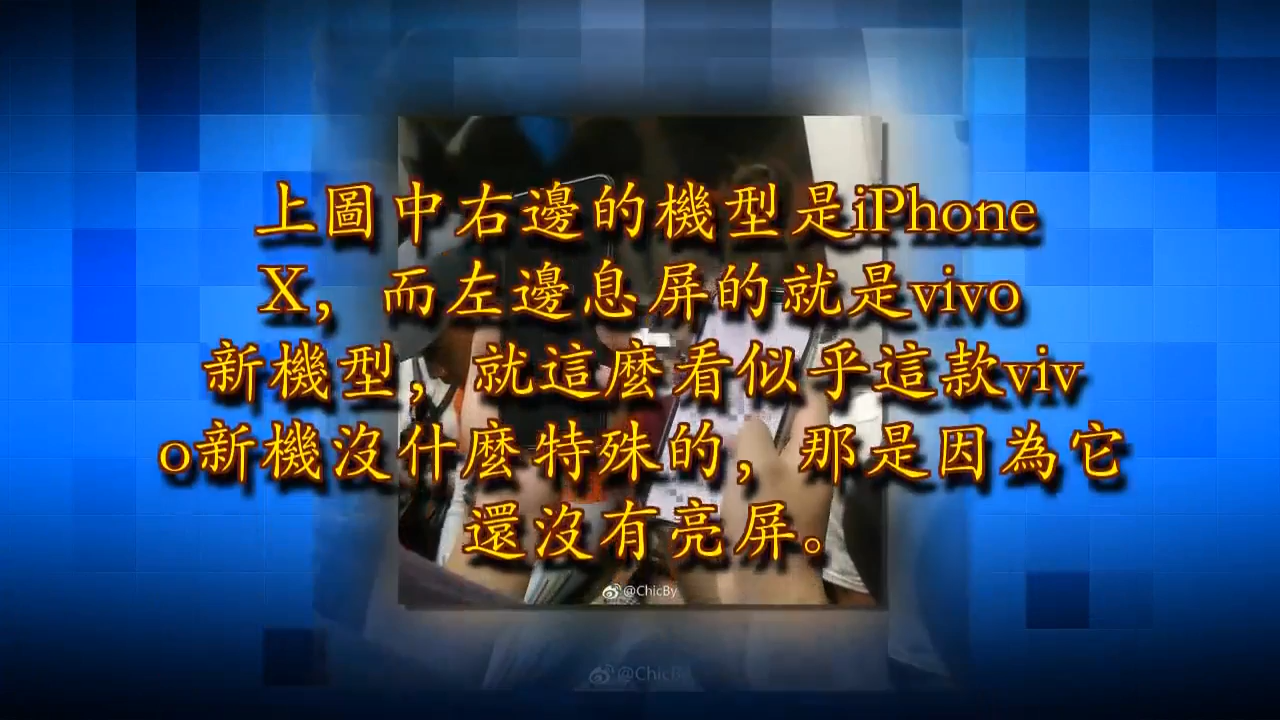 上圖中右邊的機型是iPhone
X，而左邊息屏的就是vivo
新機型，就這麼看似乎這款viv
o新機沒什麼特殊的，那是因為它
還沒有亮屏。
@ChicBy
@ChicBy